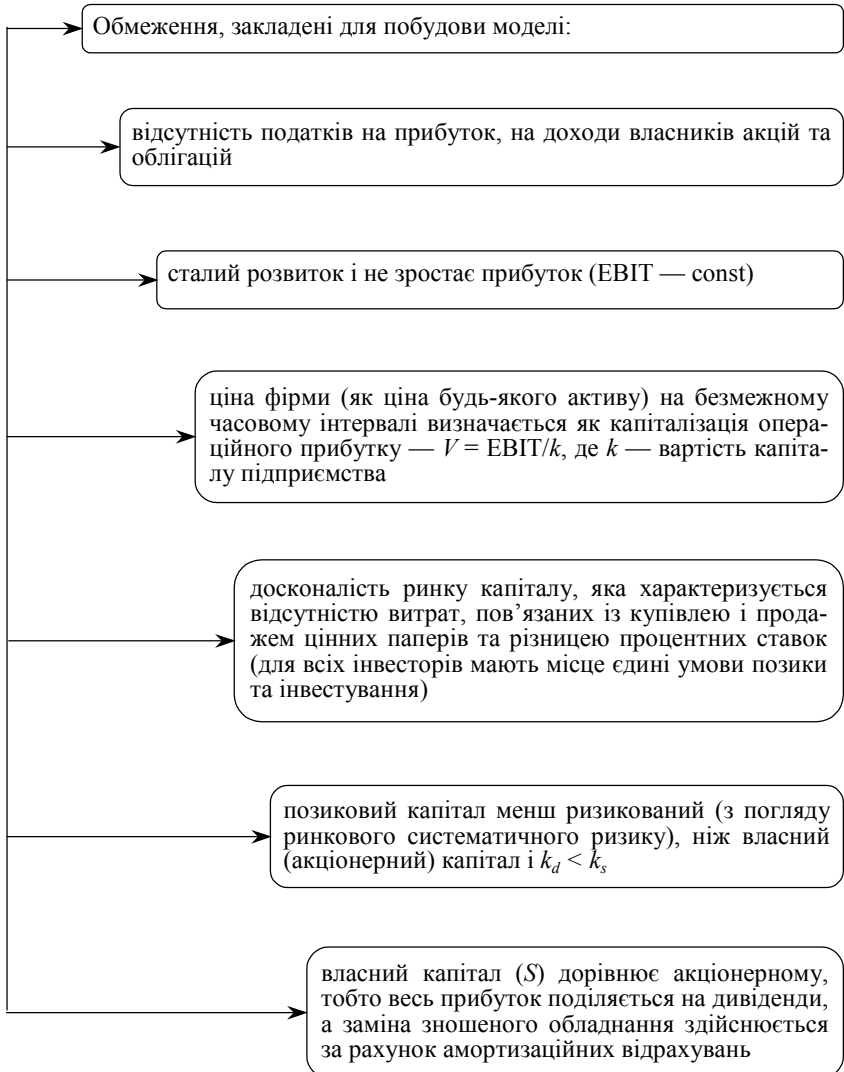 Обмеження, закладені для побудови моделі:
відсутність податків на прибуток, на доходи власників акцій та
облігацій
сталий розвиток і не зростає прибуток (EBIT — const)
ціна фірми (як ціна будь-якого активу) на безмежному
часовому інтервалі визначається як капіталізація опера-
ційного прибутку — V = EBIT/k, де k — вартість капіта-
лу підприємства
досконалість ринку капіталу, яка характеризується
відсутністю витрат, пов’язаних із купівлею і прода-
жем цінних паперів та різницею процентних ставок
(для всіх інвесторів мають місце єдині умови позики
та інвестування)
позиковий капітал менш ризикований (з погляду
ринкового систематичного ризику), ніж власний
(акціонерний) капітал і k_d < k_s
власний капітал (S) дорівнює акціонерному,
тобто весь прибуток поділяється на дивіденди,
а заміна зношеного обладнання здійснюється
за рахунок амортизаційних відрахувань